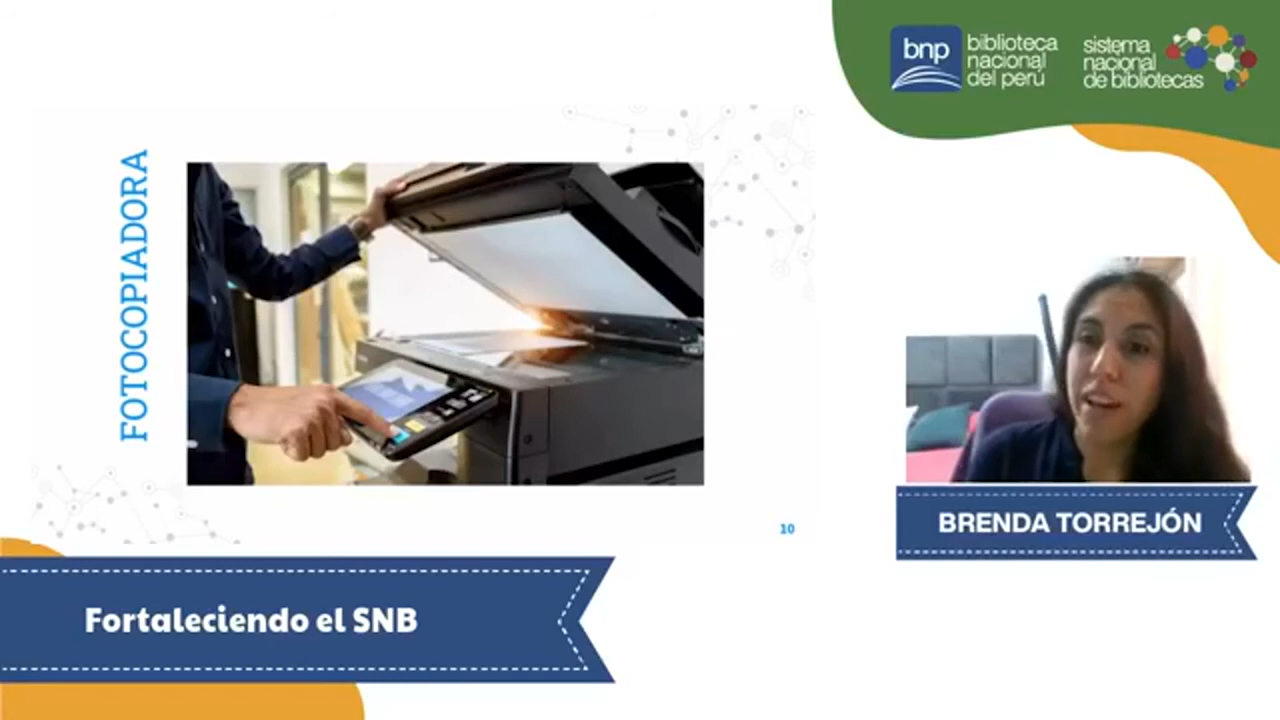 bnp
biblioteca
nacional
del perú
sistema
nacional
de bibliotecas
FOTOCOPIADORA
10
BRENDA TORREJÓN
Fortaleciendo el SNB